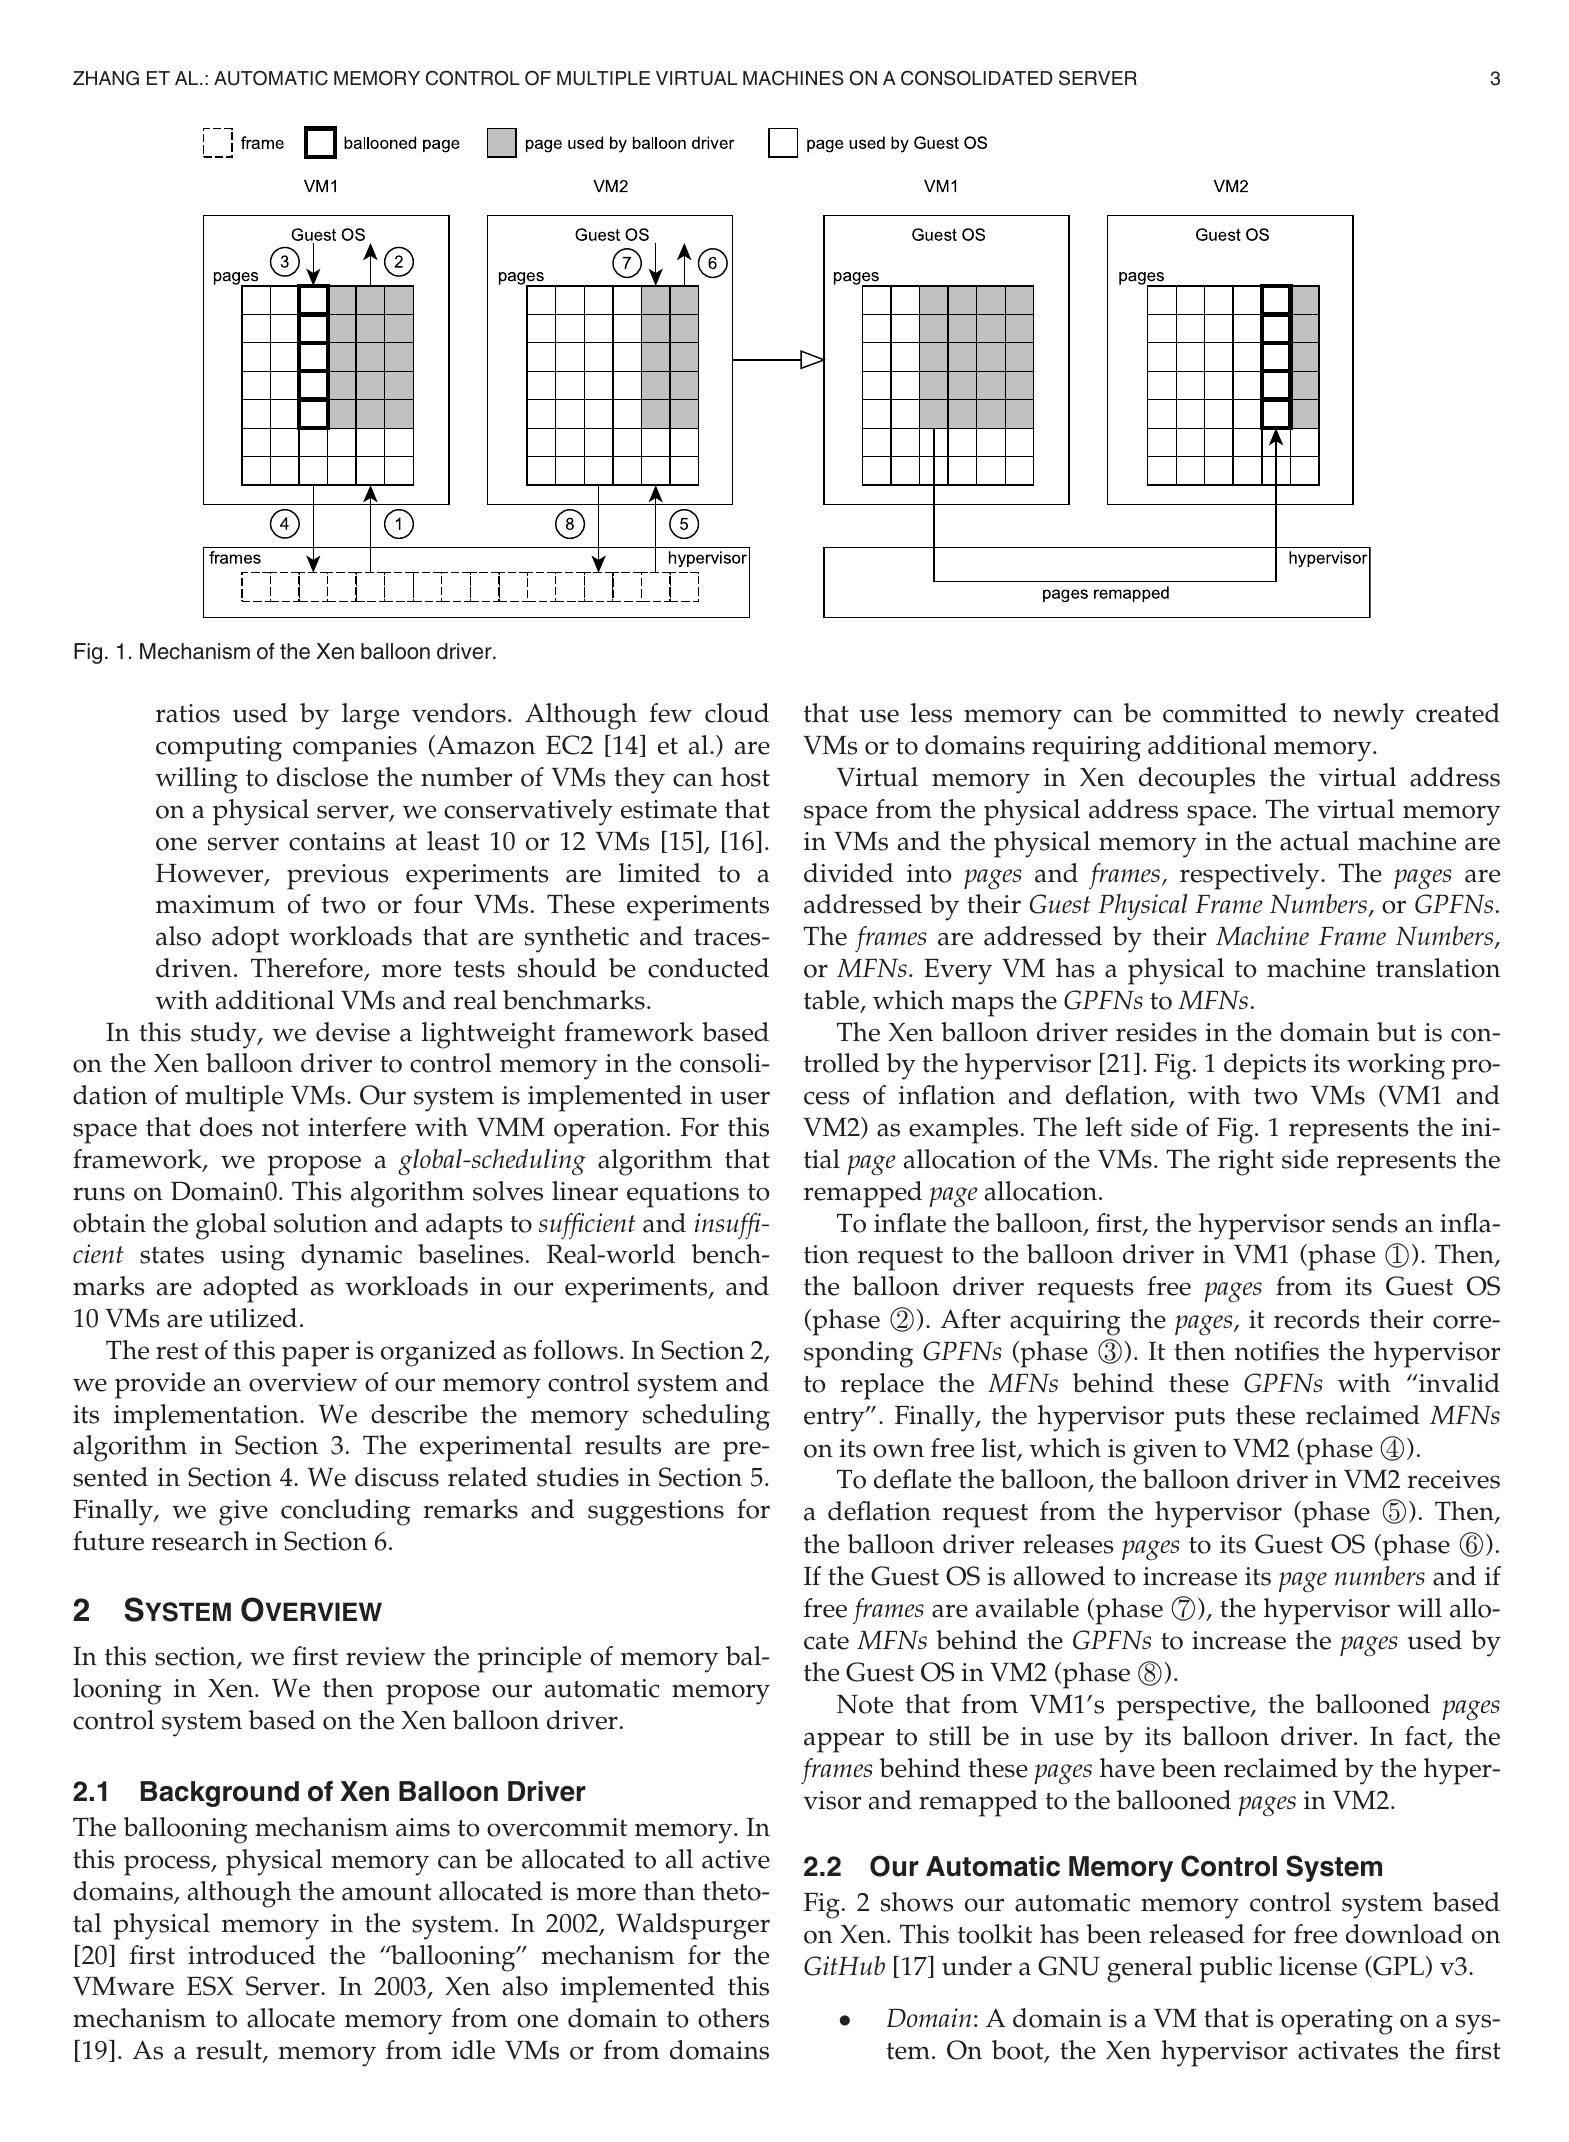 ZHANG ET AL.: AUTOMATIC MEMORY CONTROL OF MULTIPLE VIRTUAL MACHINES ON A CONSOLIDATED SERVER 3
frame ballooned page page used by balloon driver page used by Guest OS
VM1 VM2 VM1 VM2
Guest OS Guest OS Guest OS Guest OS
3 2 7 6
pages pages pages pages
4 1 8 5
frames hypervisor hypervisor
pages remapped
Fig. 1. Mechanism of the Xen balloon driver.
ratios used by large vendors. Although few cloud
computing companies (Amazon EC2 [14] et al.) are
willing to disclose the number of VMs they can host
on a physical server, we conservatively estimate that
one server contains at least 10 or 12 VMs [15], [16].
However, previous experiments are limited to a
maximum of two or four VMs. These experiments
also adopt workloads that are synthetic and traces-
driven. Therefore, more tests should be conducted
with additional VMs and real benchmarks.
In this study, we devise a lightweight framework based
on the Xen balloon driver to control memory in the consoli-
dation of multiple VMs. Our system is implemented in user
space that does not interfere with VMM operation. For this
framework, we propose a global-scheduling algorithm that
runs on Domain0. This algorithm solves linear equations to
obtain the global solution and adapts to sufficient and insuffi-
cient states using dynamic baselines. Real-world bench-
marks are adopted as workloads in our experiments, and
10 VMs are utilized.
The rest of this paper is organized as follows. In Section 2,
we provide an overview of our memory control system and
its implementation. We describe the memory scheduling
algorithm in Section 3. The experimental results are pre-
sented in Section 4. We discuss related studies in Section 5.
Finally, we give concluding remarks and suggestions for
future research in Section 6.
2 SYSTEM OVERVIEW
In this section, we first review the principle of memory bal-
looning in Xen. We then propose our automatic memory
control system based on the Xen balloon driver.
2.1 Background of Xen Balloon Driver
The ballooning mechanism aims to overcommit memory. In
this process, physical memory can be allocated to all active
domains, although the amount allocated is more than theto-
tal physical memory in the system. In 2002, Waldspurger
[20] first introduced the “ballooning” mechanism for the
VMware ESX Server. In 2003, Xen also implemented this
mechanism to allocate memory from one domain to others
[19]. As a result, memory from idle VMs or from domains
that use less memory can be committed to newly created
VMs or to domains requiring additional memory.
Virtual memory in Xen decouples the virtual address
space from the physical address space. The virtual memory
in VMs and the physical memory in the actual machine are
divided into pages and frames, respectively. The pages are
addressed by their Guest Physical Frame Numbers, or GPFNs.
The frames are addressed by their Machine Frame Numbers,
or MFNs. Every VM has a physical to machine translation
table, which maps the GPFNs to MFNs.
The Xen balloon driver resides in the domain but is con-
trolled by the hypervisor [21]. Fig. 1 depicts its working pro-
cess of inflation and deflation, with two VMs (VM1 and
VM2) as examples. The left side of Fig. 1 represents the ini-
tial page allocation of the VMs. The right side represents the
remapped page allocation.
To inflate the balloon, first, the hypervisor sends an infla-
tion request to the balloon driver in VM1 (phase ①). Then,
the balloon driver requests free pages from its Guest OS
(phase ②). After acquiring the pages, it records their corre-
sponding GPFNs (phase ③). It then notifies the hypervisor
to replace the MFNs behind these GPFNs with “invalid
entry”. Finally, the hypervisor puts these reclaimed MFNs
on its own free list, which is given to VM2 (phase ④).
To deflate the balloon, the balloon driver in VM2 receives
a deflation request from the hypervisor (phase ⑤). Then,
the balloon driver releases pages to its Guest OS (phase ⑥).
If the Guest OS is allowed to increase its page numbers and if
free frames are available (phase ⑦), the hypervisor will allo-
cate MFNs behind the GPFNs to increase the pages used by
the Guest OS in VM2 (phase ⑧).
Note that from VM1’s perspective, the ballooned pages
appear to still be in use by its balloon driver. In fact, the
frames behind these pages have been reclaimed by the hyper-
visor and remapped to the ballooned pages in VM2.
2.2 Our Automatic Memory Control System
Fig. 2 shows our automatic memory control system based
on Xen. This toolkit has been released for free download on
GitHub [17] under a GNU general public license (GPL) v3.
• Domain: A domain is a VM that is operating on a sys-
tem. On boot, the Xen hypervisor activates the first